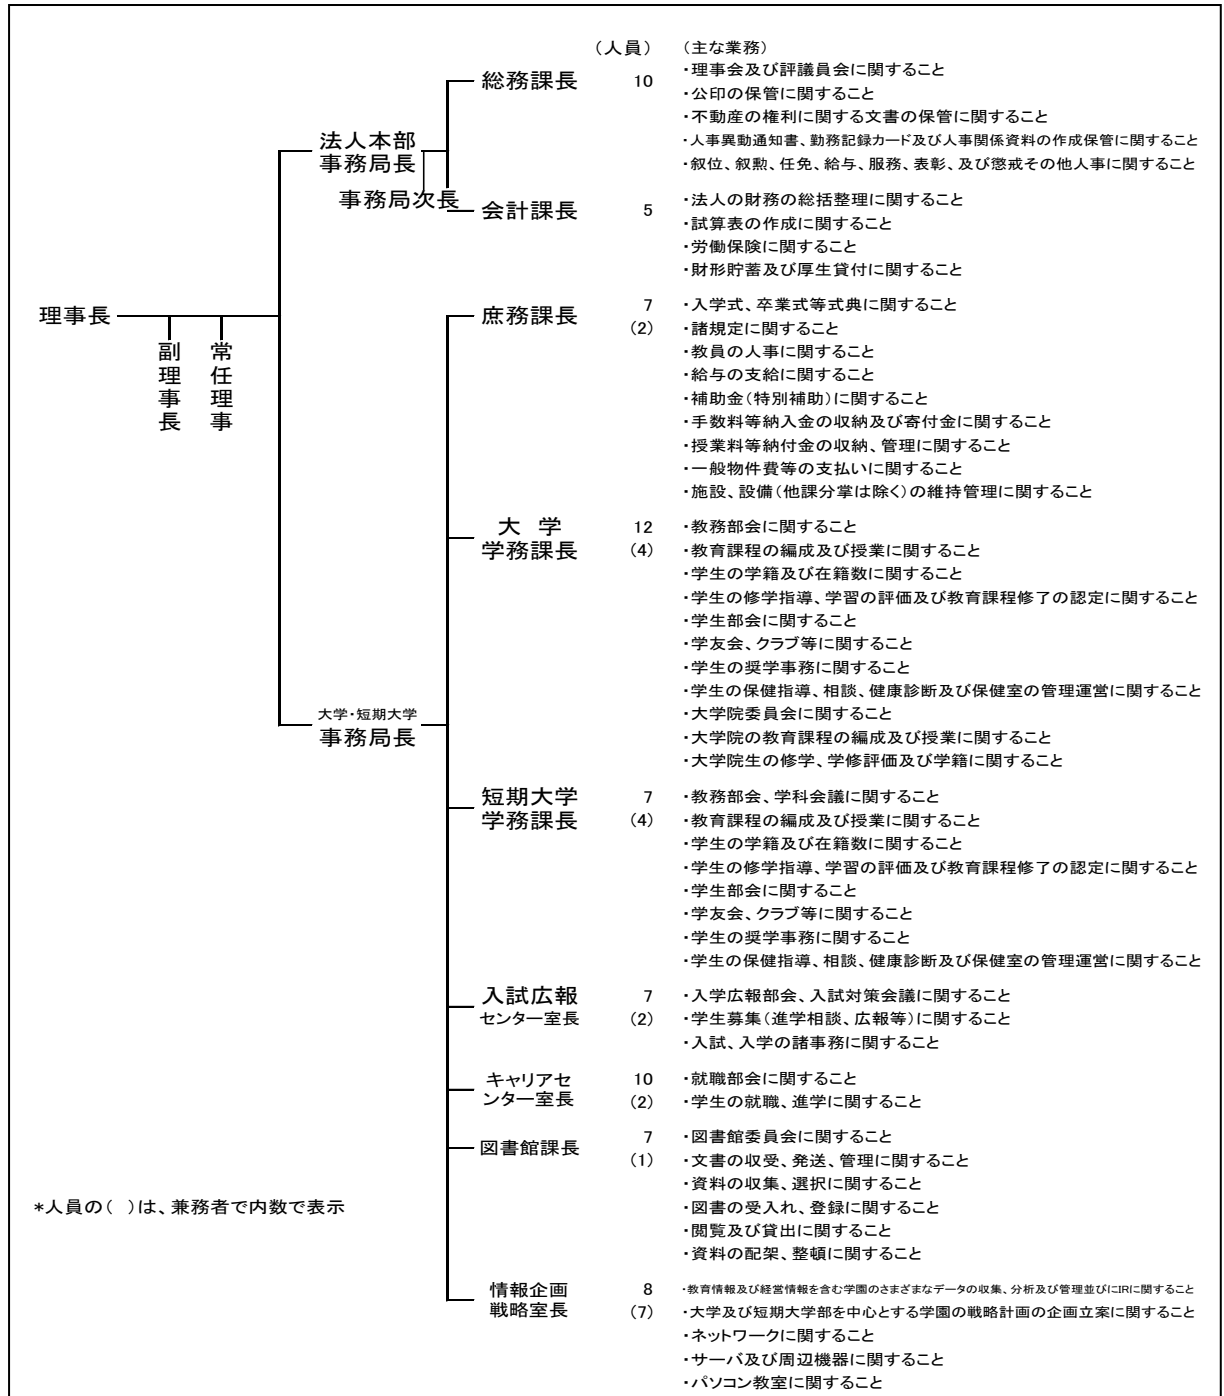 （人員） （主な業務）
総務課長 10 ・理事会及び評議員会に関すること
・公印の保管に関すること
・不動産の権利に関する文書の保管に関すること
法人本部
事務局長
・人事異動通知書、勤務記録カード及び人事関係資料の作成保管に関すること
・叙位、叙勲、任免、給与、服務、表彰、及び懲戒その他人事に関すること
事務局次長
会計課長 5 ・法人の財務の総括整理に関すること
・試算表の作成に関すること
・労働保険に関すること
・財形貯蓄及び厚生貸付に関すること
理事長
副理事長
常任理事
庶務課長 7 ・入学式、卒業式等式典に関すること
(2) ・諸規定に関すること
・教員の人事に関すること
・給与の支給に関すること
・補助金（特別補助）に関すること
・手数料等納入金の収納及び寄付金に関すること
・授業料等納付金の収納、管理に関すること
・一般物件費等の支払いに関すること
・施設、設備（他課分掌は除く）の維持管理に関すること
大　学 12 ・教務部会に関すること
学務課長 (4) ・教育課程の編成及び授業に関すること
・学生の学籍及び在籍数に関すること
・学生の修学指導、学習の評価及び教育課程修了の認定に関すること
・学生部会に関すること
・学友会、クラブ等に関すること
・学生の奨学事務に関すること
・学生の保健指導、相談、健康診断及び保健室の管理運営に関すること
・大学院委員会に関すること
・大学院の教育課程の編成及び授業に関すること
・大学院生の修学、学修評価及び学籍に関すること
大学・短期大学
事務局長
短期大学 7 ・教務部会、学科会議に関すること
学務課長 (4) ・教育課程の編成及び授業に関すること
・学生の学籍及び在籍数に関すること
・学生の修学指導、学習の評価及び教育課程修了の認定に関すること
・学生部会に関すること
・学友会、クラブ等に関すること
・学生の奨学事務に関すること
・学生の保健指導、相談、健康診断及び保健室の管理運営に関すること
入試広報 7 ・入学広報部会、入試対策会議に関すること
センター室長 (2) ・学生募集（進学相談、広報等）に関すること
・入試、入学の諸事務に関すること
キャリアセ 10 ・就職部会に関すること
ンター室長 (2) ・学生の就職、進学に関すること
図書館課長 7 ・図書館委員会に関すること
(1) ・文書の収受、発送、管理に関すること
・資料の収集、選択に関すること
・図書の受入れ、登録に関すること
・閲覧及び貸出に関すること
・資料の配架、整頓に関すること
*人員の（　）は、兼務者で内数で表示
情報企画 8 ・教育情報及び経営情報を含む学園のさまざまなデータの収集、分析及び管理並びにIRに関すること
戦略室長 (7) ・大学及び短期大学部を中心とする学園の戦略計画の企画立案に関すること
・ネットワークに関すること
・サーバ及び周辺機器に関すること
・パソコン教室に関すること